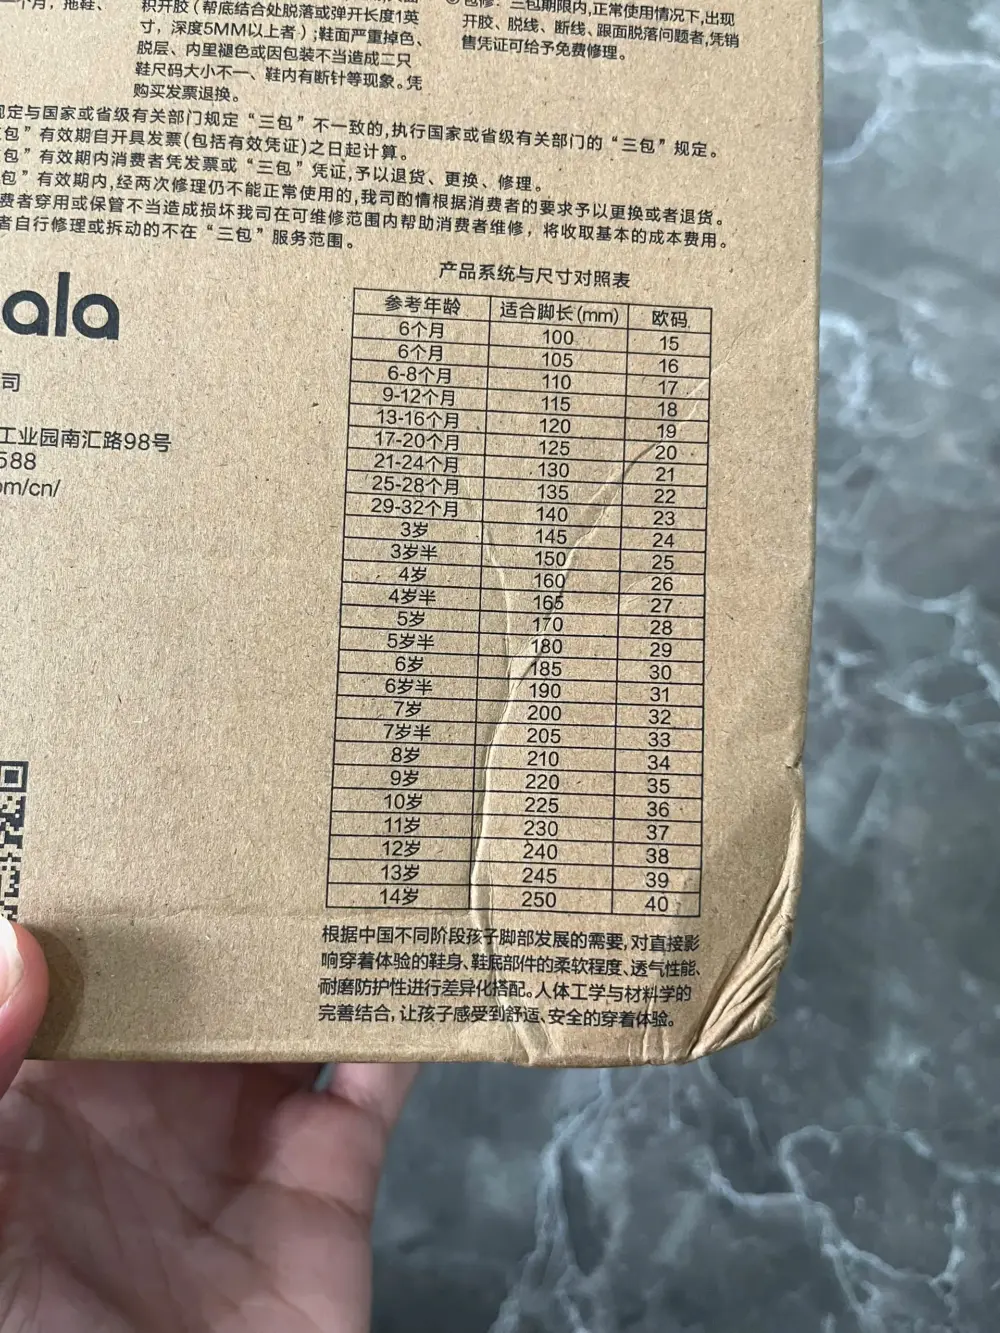 一个月，拖鞋、
积开胶（帮底结合处脱落或弹开长度1英
寸，深度5MM以上者）;鞋面严重掉色、
脱层、内里褪色或因包装不当造成二只
鞋尺码大小不一、鞋内有断针等现象。凭
购买发票退换。
包修：三包期限内,正常使用情况下,出现
开胶、脱线、断线、跟面脱落问题者,凭销
售凭证可给予免费修理。
规定与国家或省级有关部门规定“三包”不一致的,执行国家或省级有关部门的“三包”规定。
包”有效期自开具发票(包括有效凭证)之日起计算。
包”有效期内消费者凭发票或“三包”凭证,予以退货、更换、修理。
包”有效期内,经两次修理仍不能正常使用的,我司酌情根据消费者的要求予以更换或者退货。
费者穿用或保管不当造成损坏我司在可维修范围内帮助消费者维修，将收取基本的成本费用。
者自行修理或拆动的不在“三包”服务范围。
ala
司
工业园南汇路98号
588
om/cn/
产品系统与尺寸对照表
参考年龄 适合脚长(mm) 欧码
6个月 100 15
6个月 105 16
6-8个月 110 17
9-12个月 115 18
13-16个月 120 19
17-20个月 125 20
21-24个月 130 21
25-28个月 135 22
29-32个月 140 23
3岁 145 24
3岁半 150 25
4岁 160 26
4岁半 165 27
5岁 170 28
5岁半 180 29
6岁 185 30
6岁半 190 31
7岁 200 32
7岁半 205 33
8岁 210 34
9岁 220 35
10岁 225 36
11岁 230 37
12岁 240 38
13岁 245 39
14岁 250 40
根据中国不同阶段孩子脚部发展的需要,对直接影
响穿着体验的鞋身、鞋底部件的柔软程度、透气性能、
耐磨防护性进行差异化搭配。人体工学与材料学的
完善结合,让孩子感受到舒适、安全的穿着体验。